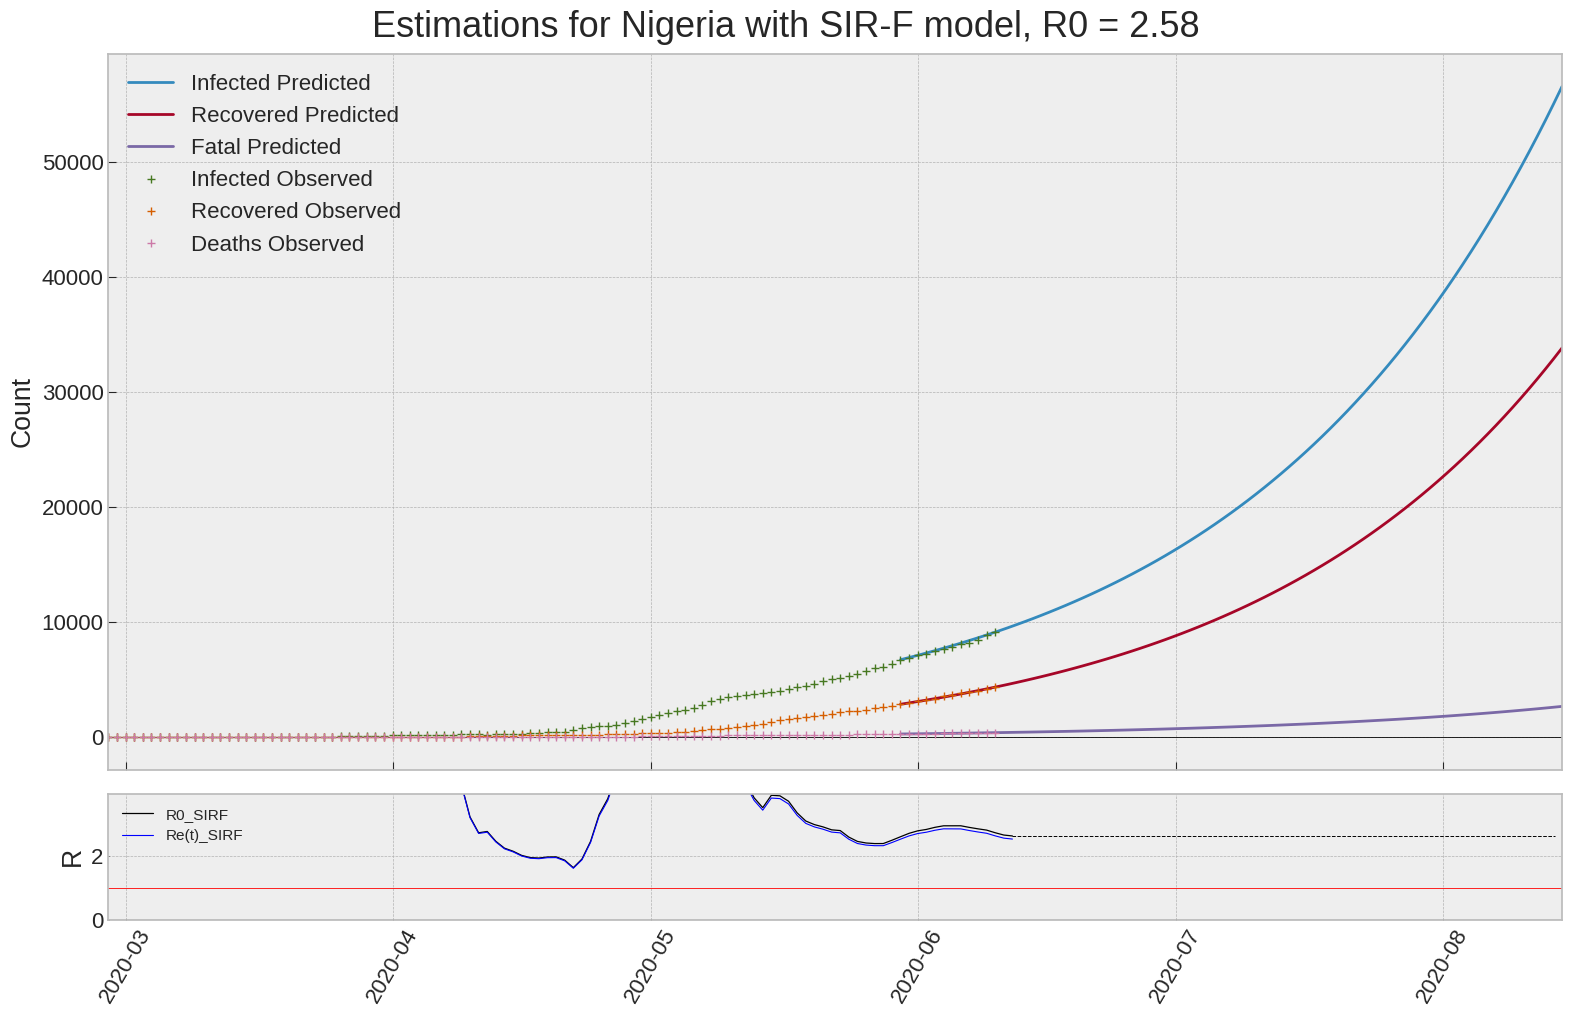 Estimations for Nigeria with SIR-F model, R0 = 2.58
Infected Predicted
Recovered Predicted
Fatal Predicted
Infected Observed
Recovered Observed
Deaths Observed
50000
40000
30000
20000
10000
0
Count
R0_SIRF
Re(t)_SIRF
2
0
R
2020-03
2020-04
2020-05
2020-06
2020-07
2020-08